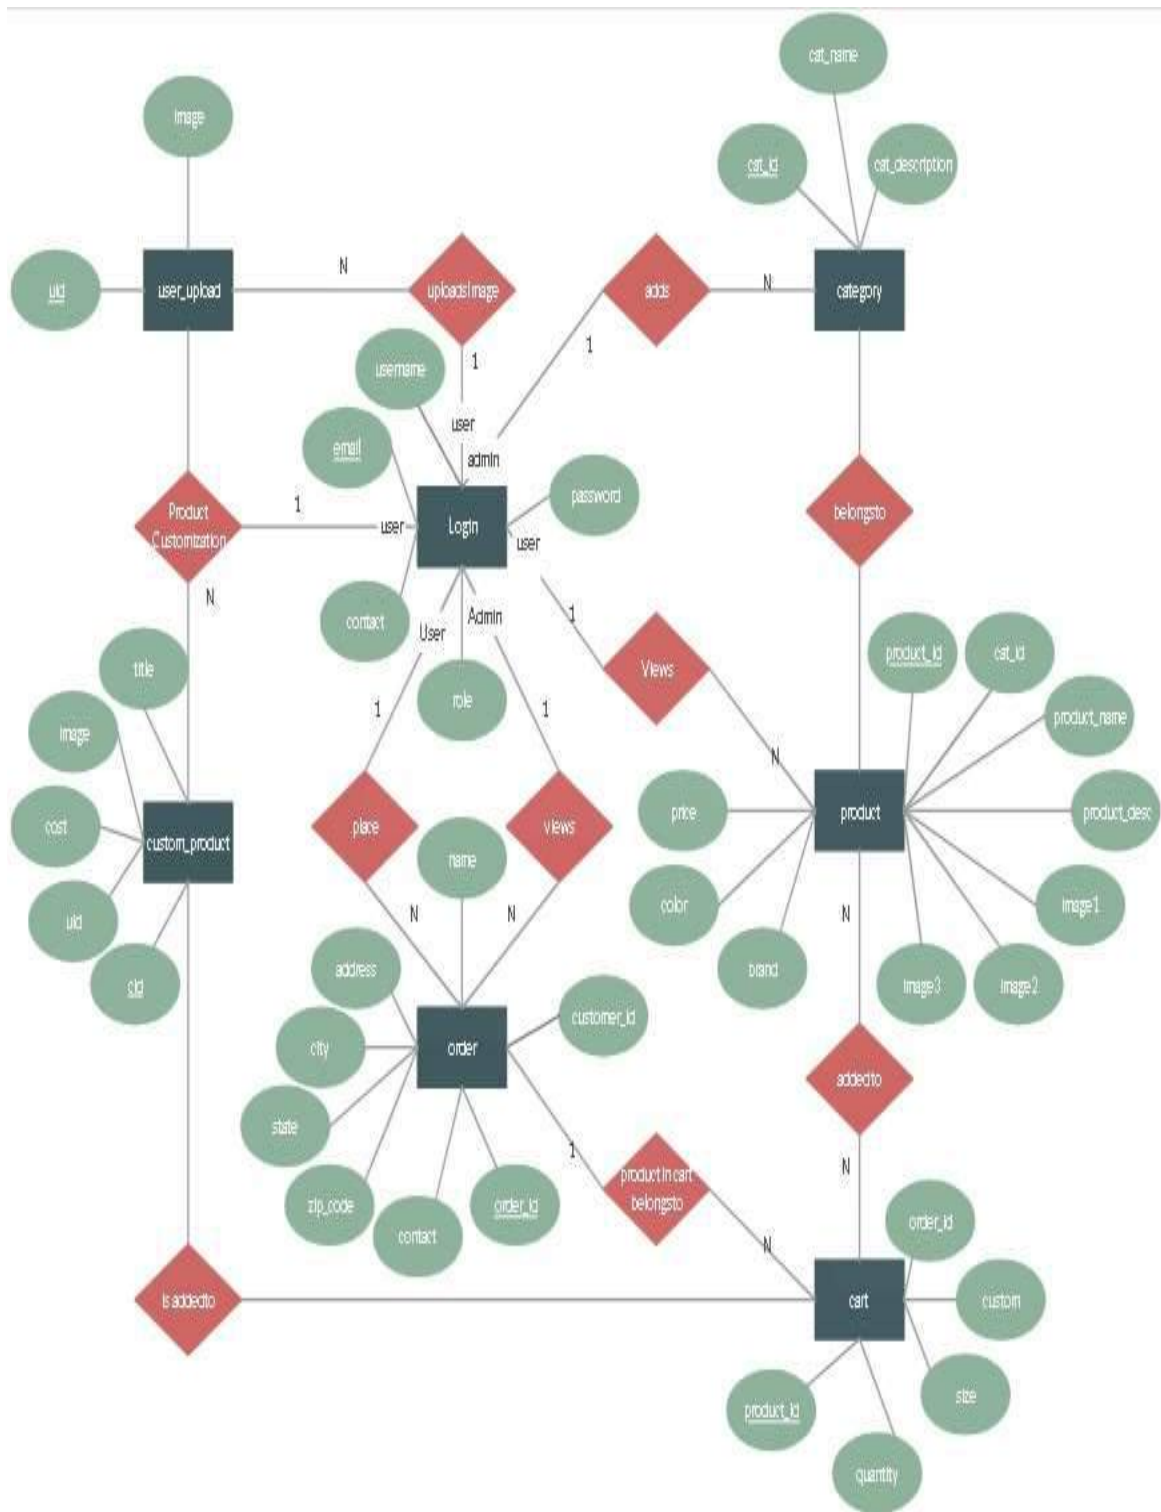 cat_name
image
cat_id
cat_description
uid
user_upload
N
uploadsimage
adds
N
category
1
1
username
user
email
admin
password
Product
Customization
1
user
Login
user
belongsto
N
contact
User
Admin
1
title
role
Views
product_id
cat_id
image
1
1
product_name
N
cost
custom_product
place
name
views
price
product
product_desc
uid
N
N
color
N
image1
cid
address
brand
image3
image2
city
order
customer_id
addedto
state
1
zip_code
contact
order_id
product in cart
belongsto
N
order_id
N
is addedto
cart
custom
product_id
size
quantity